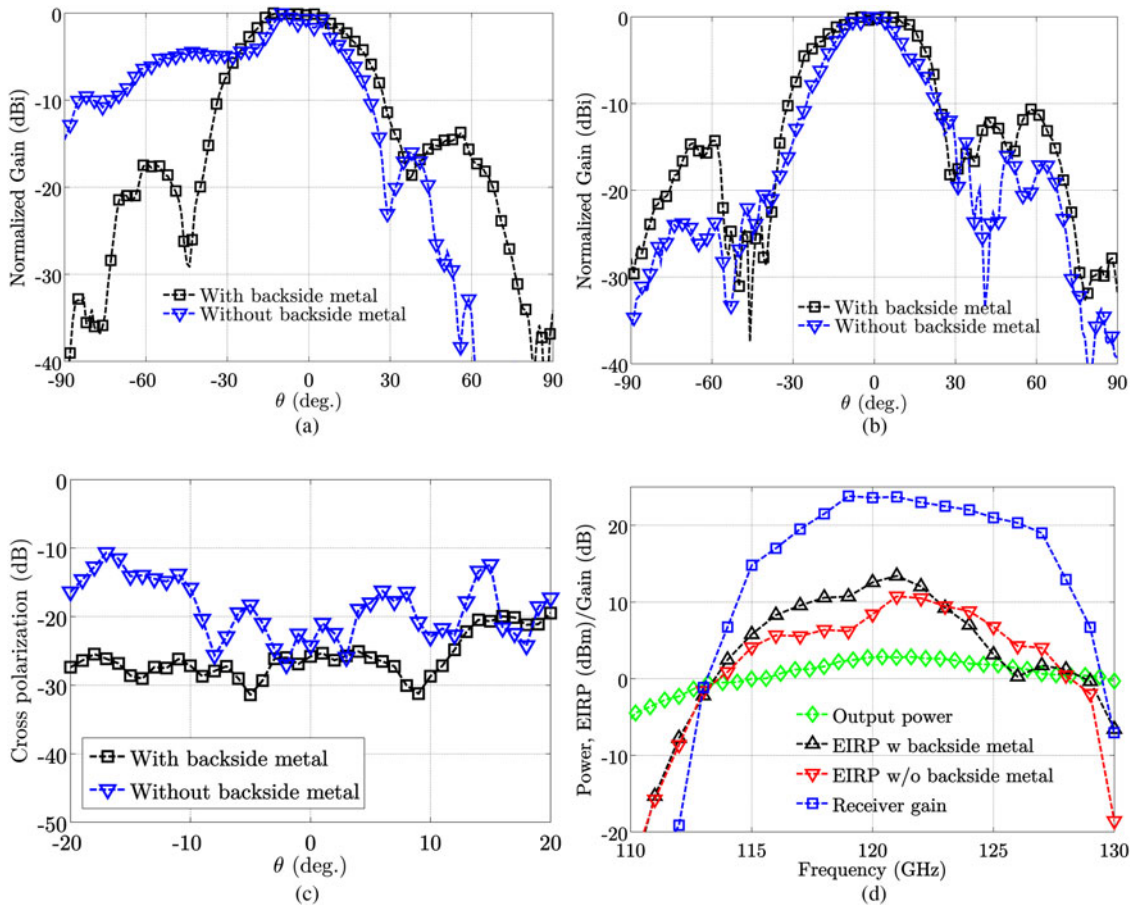 0
-10
-20
-30
-40
-90
-60
-30
0
30
60
90
Normalized Gain (dBi)
With backside metal
Without backside metal
θ (deg.)
(a)
0
-10
-20
-30
-40
-90
-60
-30
0
30
60
90
Normalized Gain (dBi)
With backside metal
Without backside metal
θ (deg.)
(b)
0
-10
-20
-30
-40
-50
-20
-10
0
10
20
Cross polarization (dB)
With backside metal
Without backside metal
θ (deg.)
(c)
20
10
0
-10
-20
110
115
120
125
130
Power, EIRP (dBm)/Gain (dB)
Output power
EIRP w backside metal
EIRP w/o backside metal
Receiver gain
Frequency (GHz)
(d)